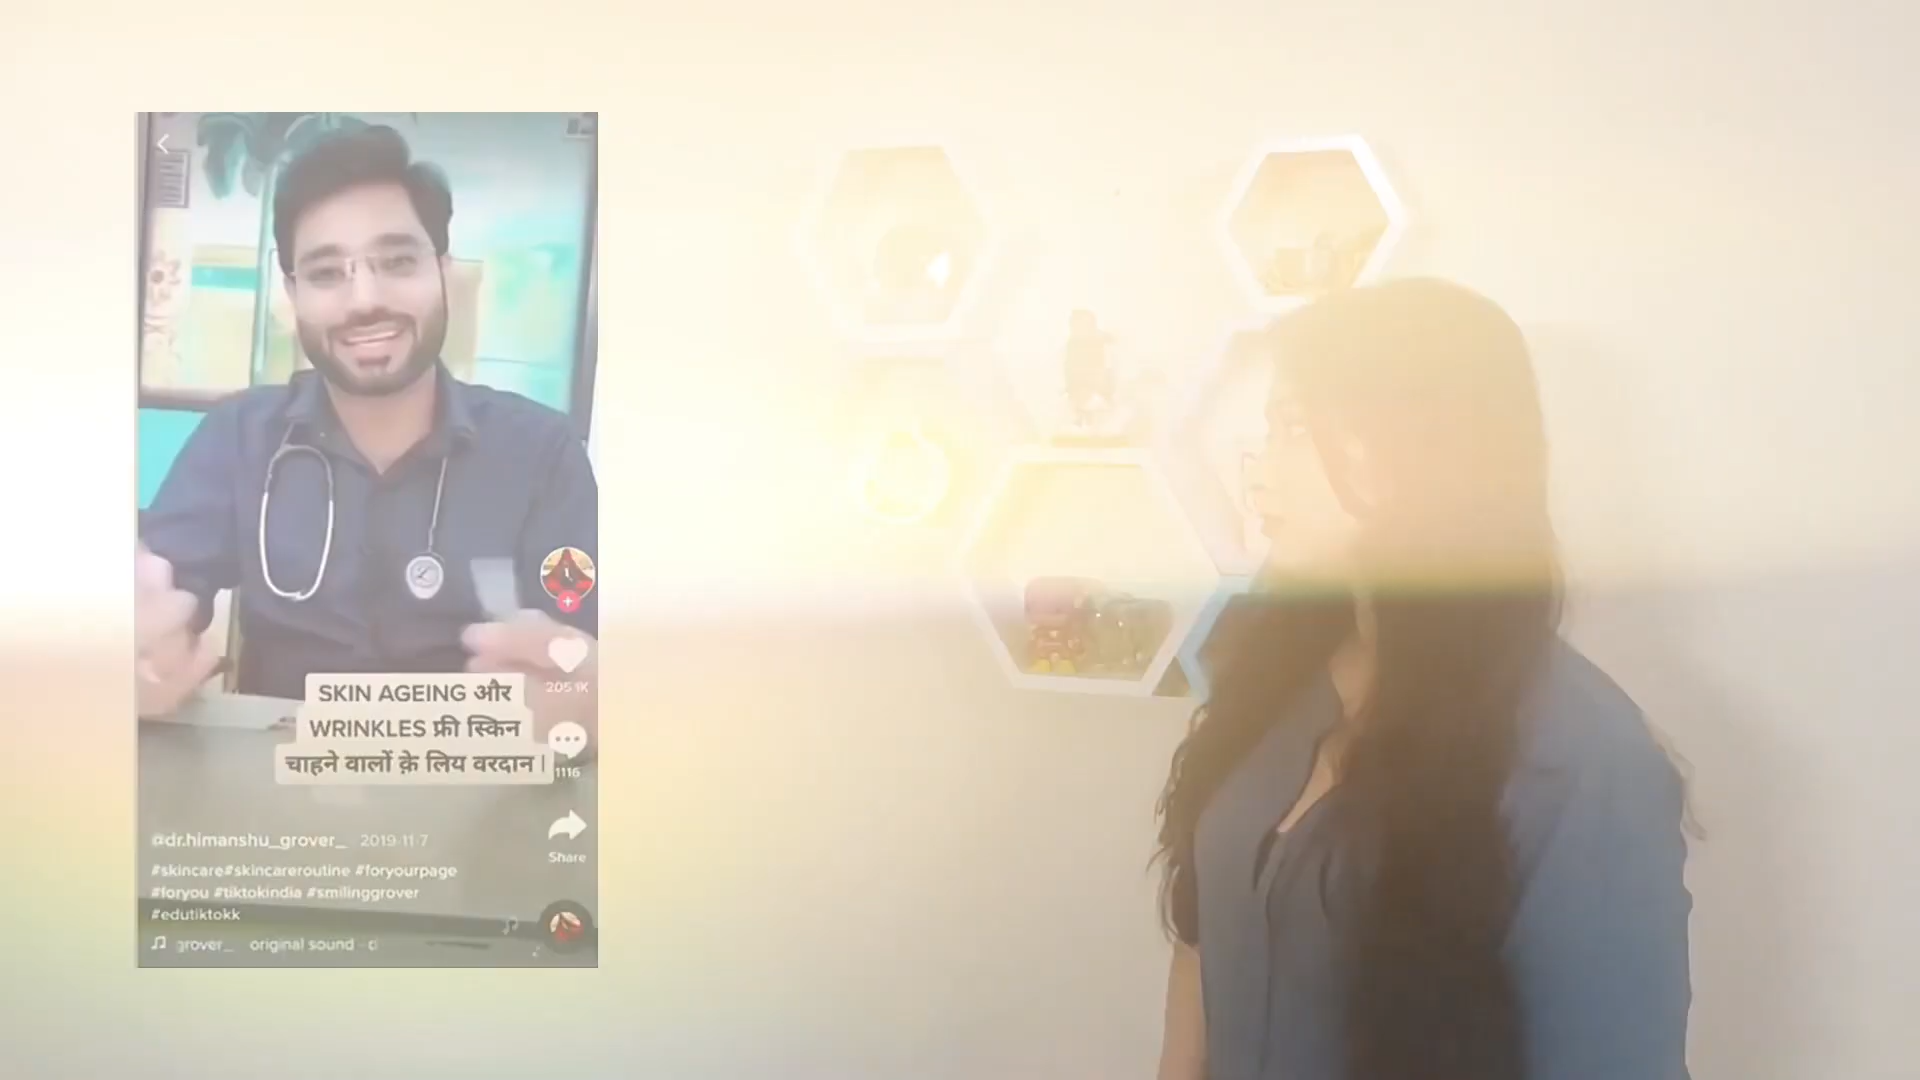 SKIN AGEING और
WRINKLES फ्री स्किन
चाहने वालों के लिय वरदान।
205.1K
1116
Share
@dr.himanshu_grover_ 2019-11-7
#skincare#skincareroutine #foryourpage
#foryou #tiktokindia #smilinggrover
#edutiktokk
grover_ original sound - d